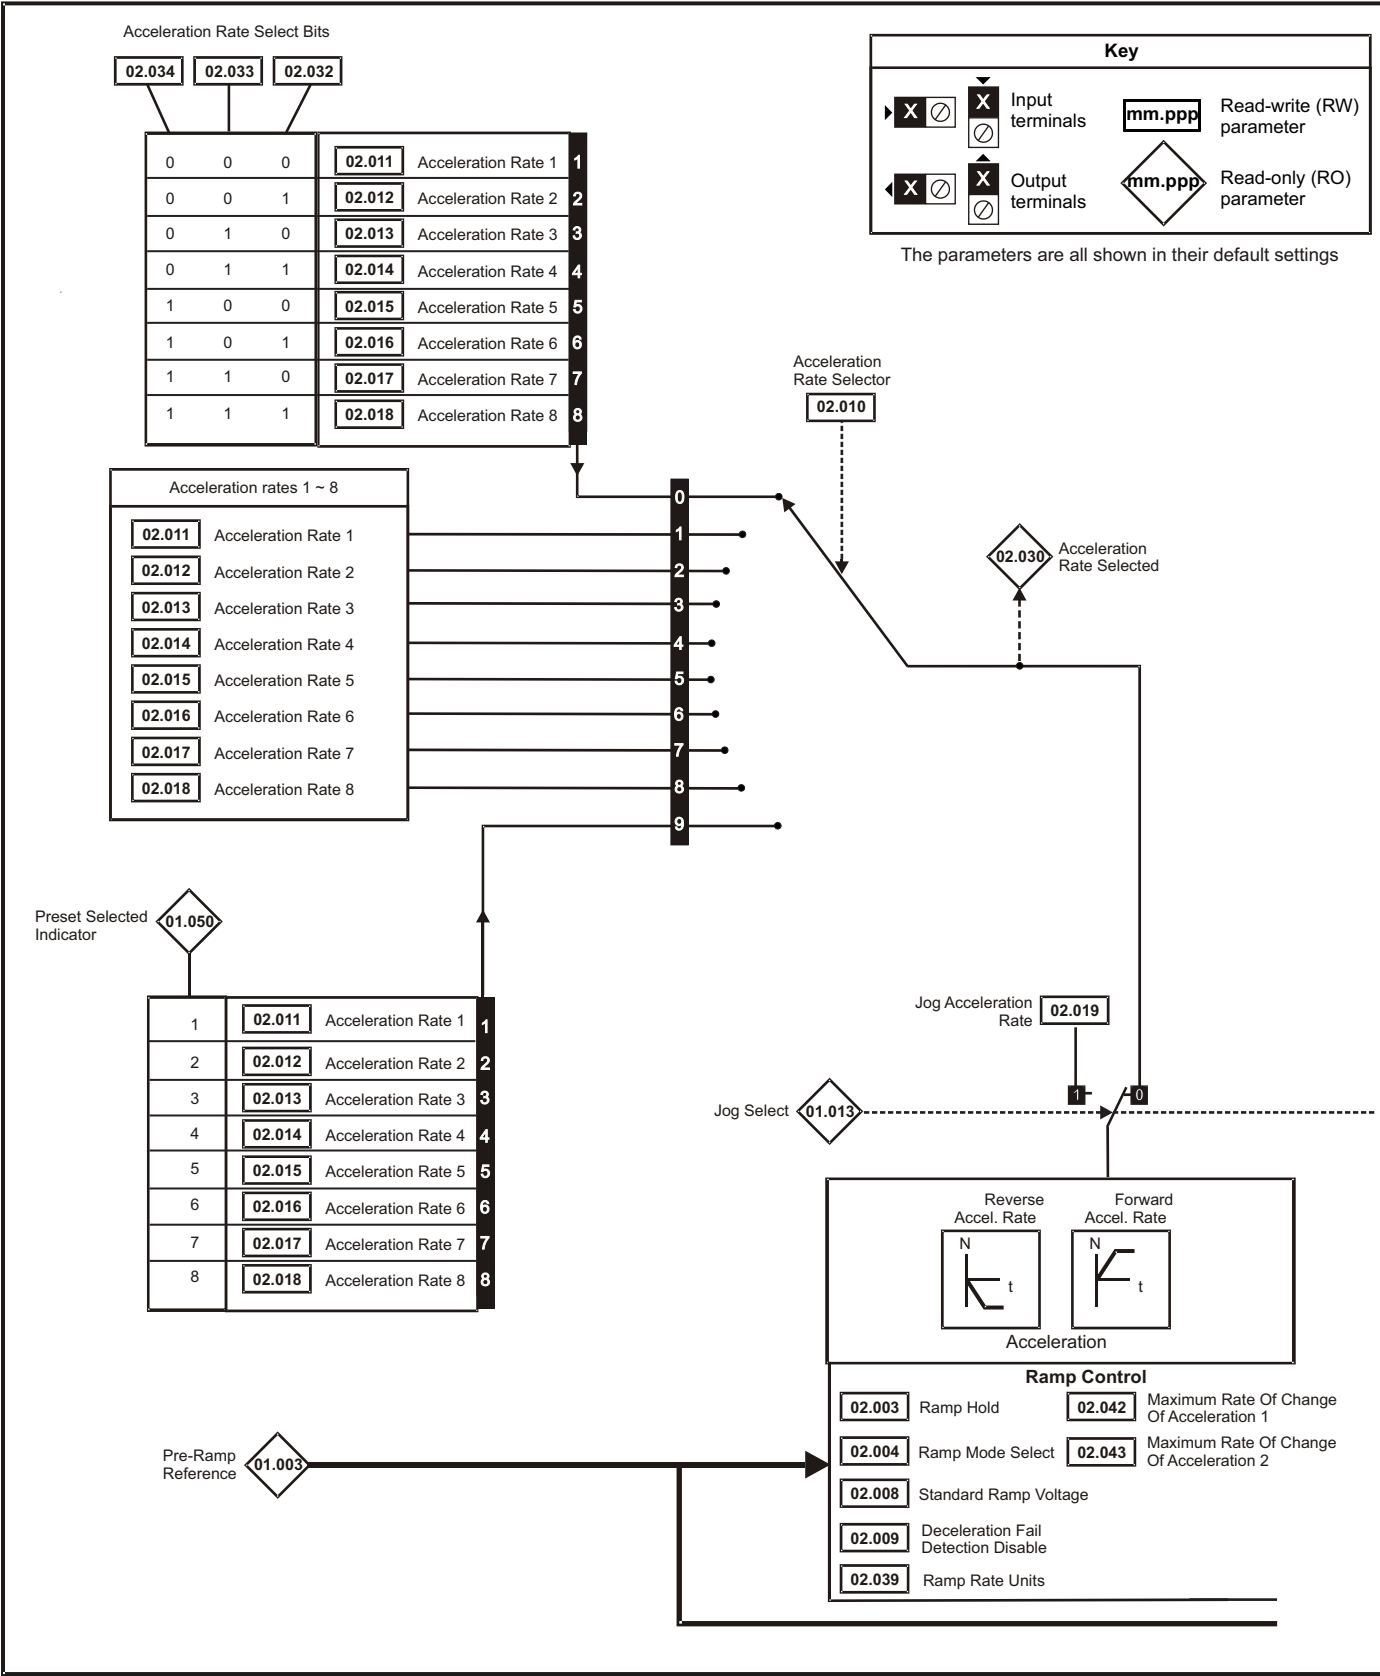 Acceleration Rate Select Bits
02.034 02.033 02.032
0 0 0 02.011 Acceleration Rate 1 1
0 0 1 02.012 Acceleration Rate 2 2
0 1 0 02.013 Acceleration Rate 3 3
0 1 1 02.014 Acceleration Rate 4 4
1 0 0 02.015 Acceleration Rate 5 5
1 0 1 02.016 Acceleration Rate 6 6
1 1 0 02.017 Acceleration Rate 7 7
1 1 1 02.018 Acceleration Rate 8 8
Key
X
X
Input
terminals
mm.ppp
Read-write (RW)
parameter
X
X
Output
terminals
mm.ppp
Read-only (RO)
parameter
The parameters are all shown in their default settings
Acceleration
Rate Selector
02.010
Acceleration rates 1 ~ 8
02.011 Acceleration Rate 1
02.012 Acceleration Rate 2
02.013 Acceleration Rate 3
02.014 Acceleration Rate 4
02.015 Acceleration Rate 5
02.016 Acceleration Rate 6
02.017 Acceleration Rate 7
02.018 Acceleration Rate 8
0
1
2
3
4
5
6
7
8
9
02.030
Acceleration
Rate Selected
Preset Selected
Indicator
01.050
1 02.011 Acceleration Rate 1 1
2 02.012 Acceleration Rate 2 2
3 02.013 Acceleration Rate 3 3
4 02.014 Acceleration Rate 4 4
5 02.015 Acceleration Rate 5 5
6 02.016 Acceleration Rate 6 6
7 02.017 Acceleration Rate 7 7
8 02.018 Acceleration Rate 8 8
Jog Acceleration
Rate
02.019
1 0
Jog Select 01.013
Reverse
Accel. Rate
Forward
Accel. Rate
N
t
N
t
Acceleration
Ramp Control
02.003 Ramp Hold
02.042 Maximum Rate Of Change
Of Acceleration 1
02.004 Ramp Mode Select
02.043 Maximum Rate Of Change
Of Acceleration 2
02.008 Standard Ramp Voltage
02.009 Deceleration Fail
Detection Disable
02.039 Ramp Rate Units
Pre-Ramp
Reference
01.003